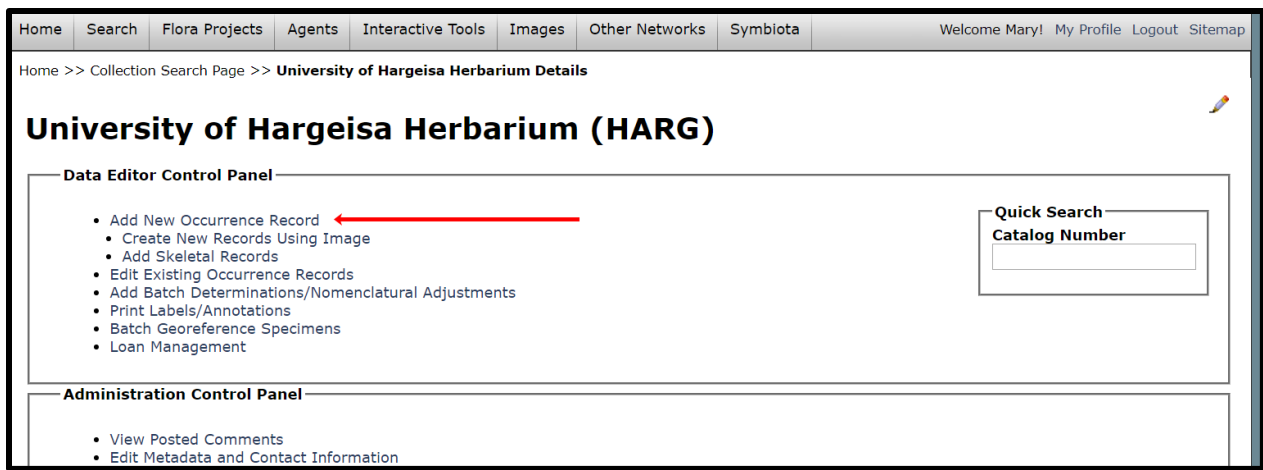 Home Search Flora Projects Agents Interactive Tools Images Other Networks Symbiota Welcome Mary! My Profile Logout Sitemap
Home >> Collection Search Page >> University of Hargeisa Herbarium Details
University of Hargeisa Herbarium (HARG)
Data Editor Control Panel
• Add New Occurrence Record
• Create New Records Using Image
• Add Skeletal Records
• Edit Existing Occurrence Records
• Add Batch Determinations/Nomenclatural Adjustments
• Print Labels/Annotations
• Batch Georeference Specimens
• Loan Management
Quick Search
Catalog Number
Administration Control Panel
• View Posted Comments
• Edit Metadata and Contact Information